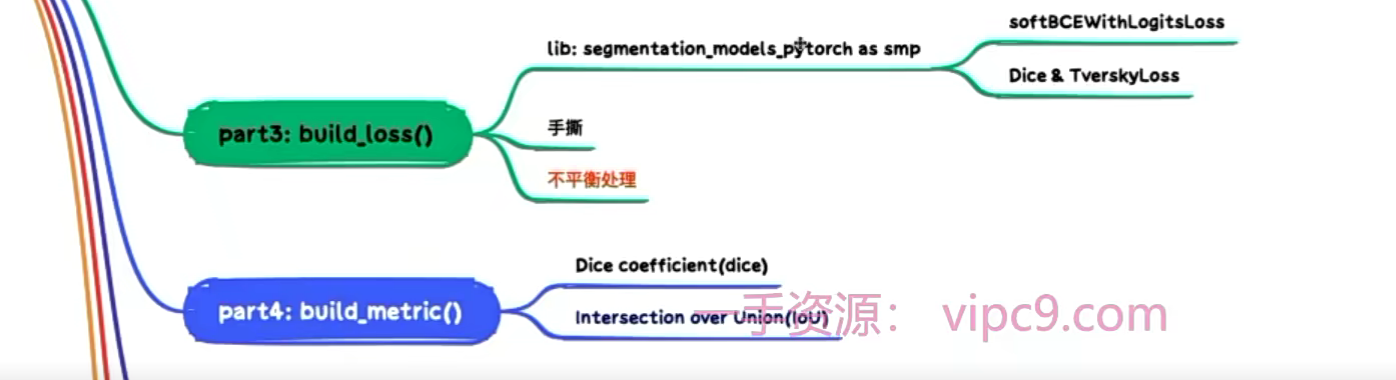 softBCEWithLogitsLoss
lib: segmentation_models_pytorch as smp
Dice & TverskyLoss
part3: build_loss()
手撕
不平衡处理
Dice coefficient(dice)
part4: build_metric()
Intersection over Union(IoU)
一手资源： vipc9.com